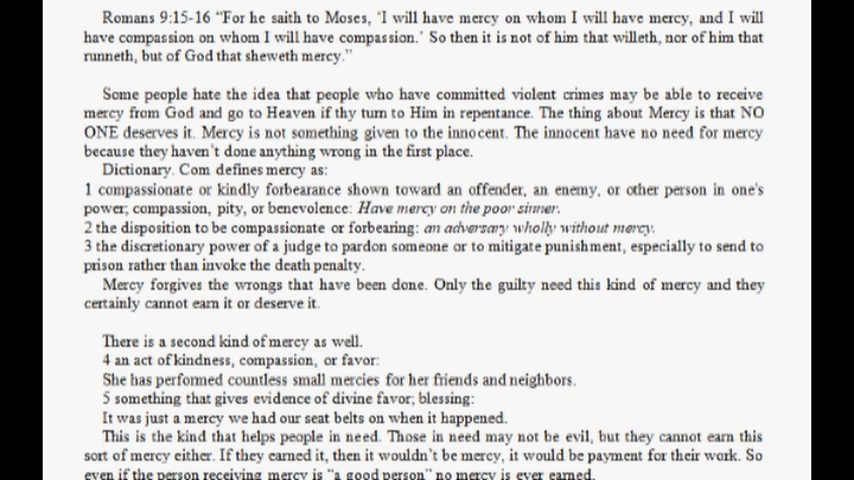 Romans 9:15-16 "For he saith to Moses, 'I will have mercy on whom I will have mercy, and I will
have compassion on whom I will have compassion.' So then it is not of him that willeth, nor of him that
runneth, but of God that sheweth mercy."
Some people hate the idea that people who have committed violent crimes may be able to receive
mercy from God and go to Heaven if thy turn to Him in repentance. The thing about Mercy is that NO
ONE deserves it. Mercy is not something given to the innocent. The innocent have no need for mercy
because they haven't done anything wrong in the first place.
Dictionary. Com defines mercy as:
1 compassionate or kindly forbearance shown toward an offender, an enemy, or other person in one's
power; compassion, pity, or benevolence: Have mercy on the poor sinner.
2 the disposition to be compassionate or forbearing: an adversary wholly without mercy.
3 the discretionary power of a judge to pardon someone or to mitigate punishment, especially to send to
prison rather than invoke the death penalty.
Mercy forgives the wrongs that have been done. Only the guilty need this kind of mercy and they
certainly cannot earn it or deserve it.
There is a second kind of mercy as well.
4 an act of kindness, compassion, or favor:
She has performed countless small mercies for her friends and neighbors.
5 something that gives evidence of divine favor; blessing:
It was just a mercy we had our seat belts on when it happened.
This is the kind that helps people in need. Those in need may not be evil, but they cannot earn this
sort of mercy either. If they earned it, then it wouldn't be mercy, it would be payment for their work. So
even if the person receiving mercy is "a good person" no mercy is ever earned.